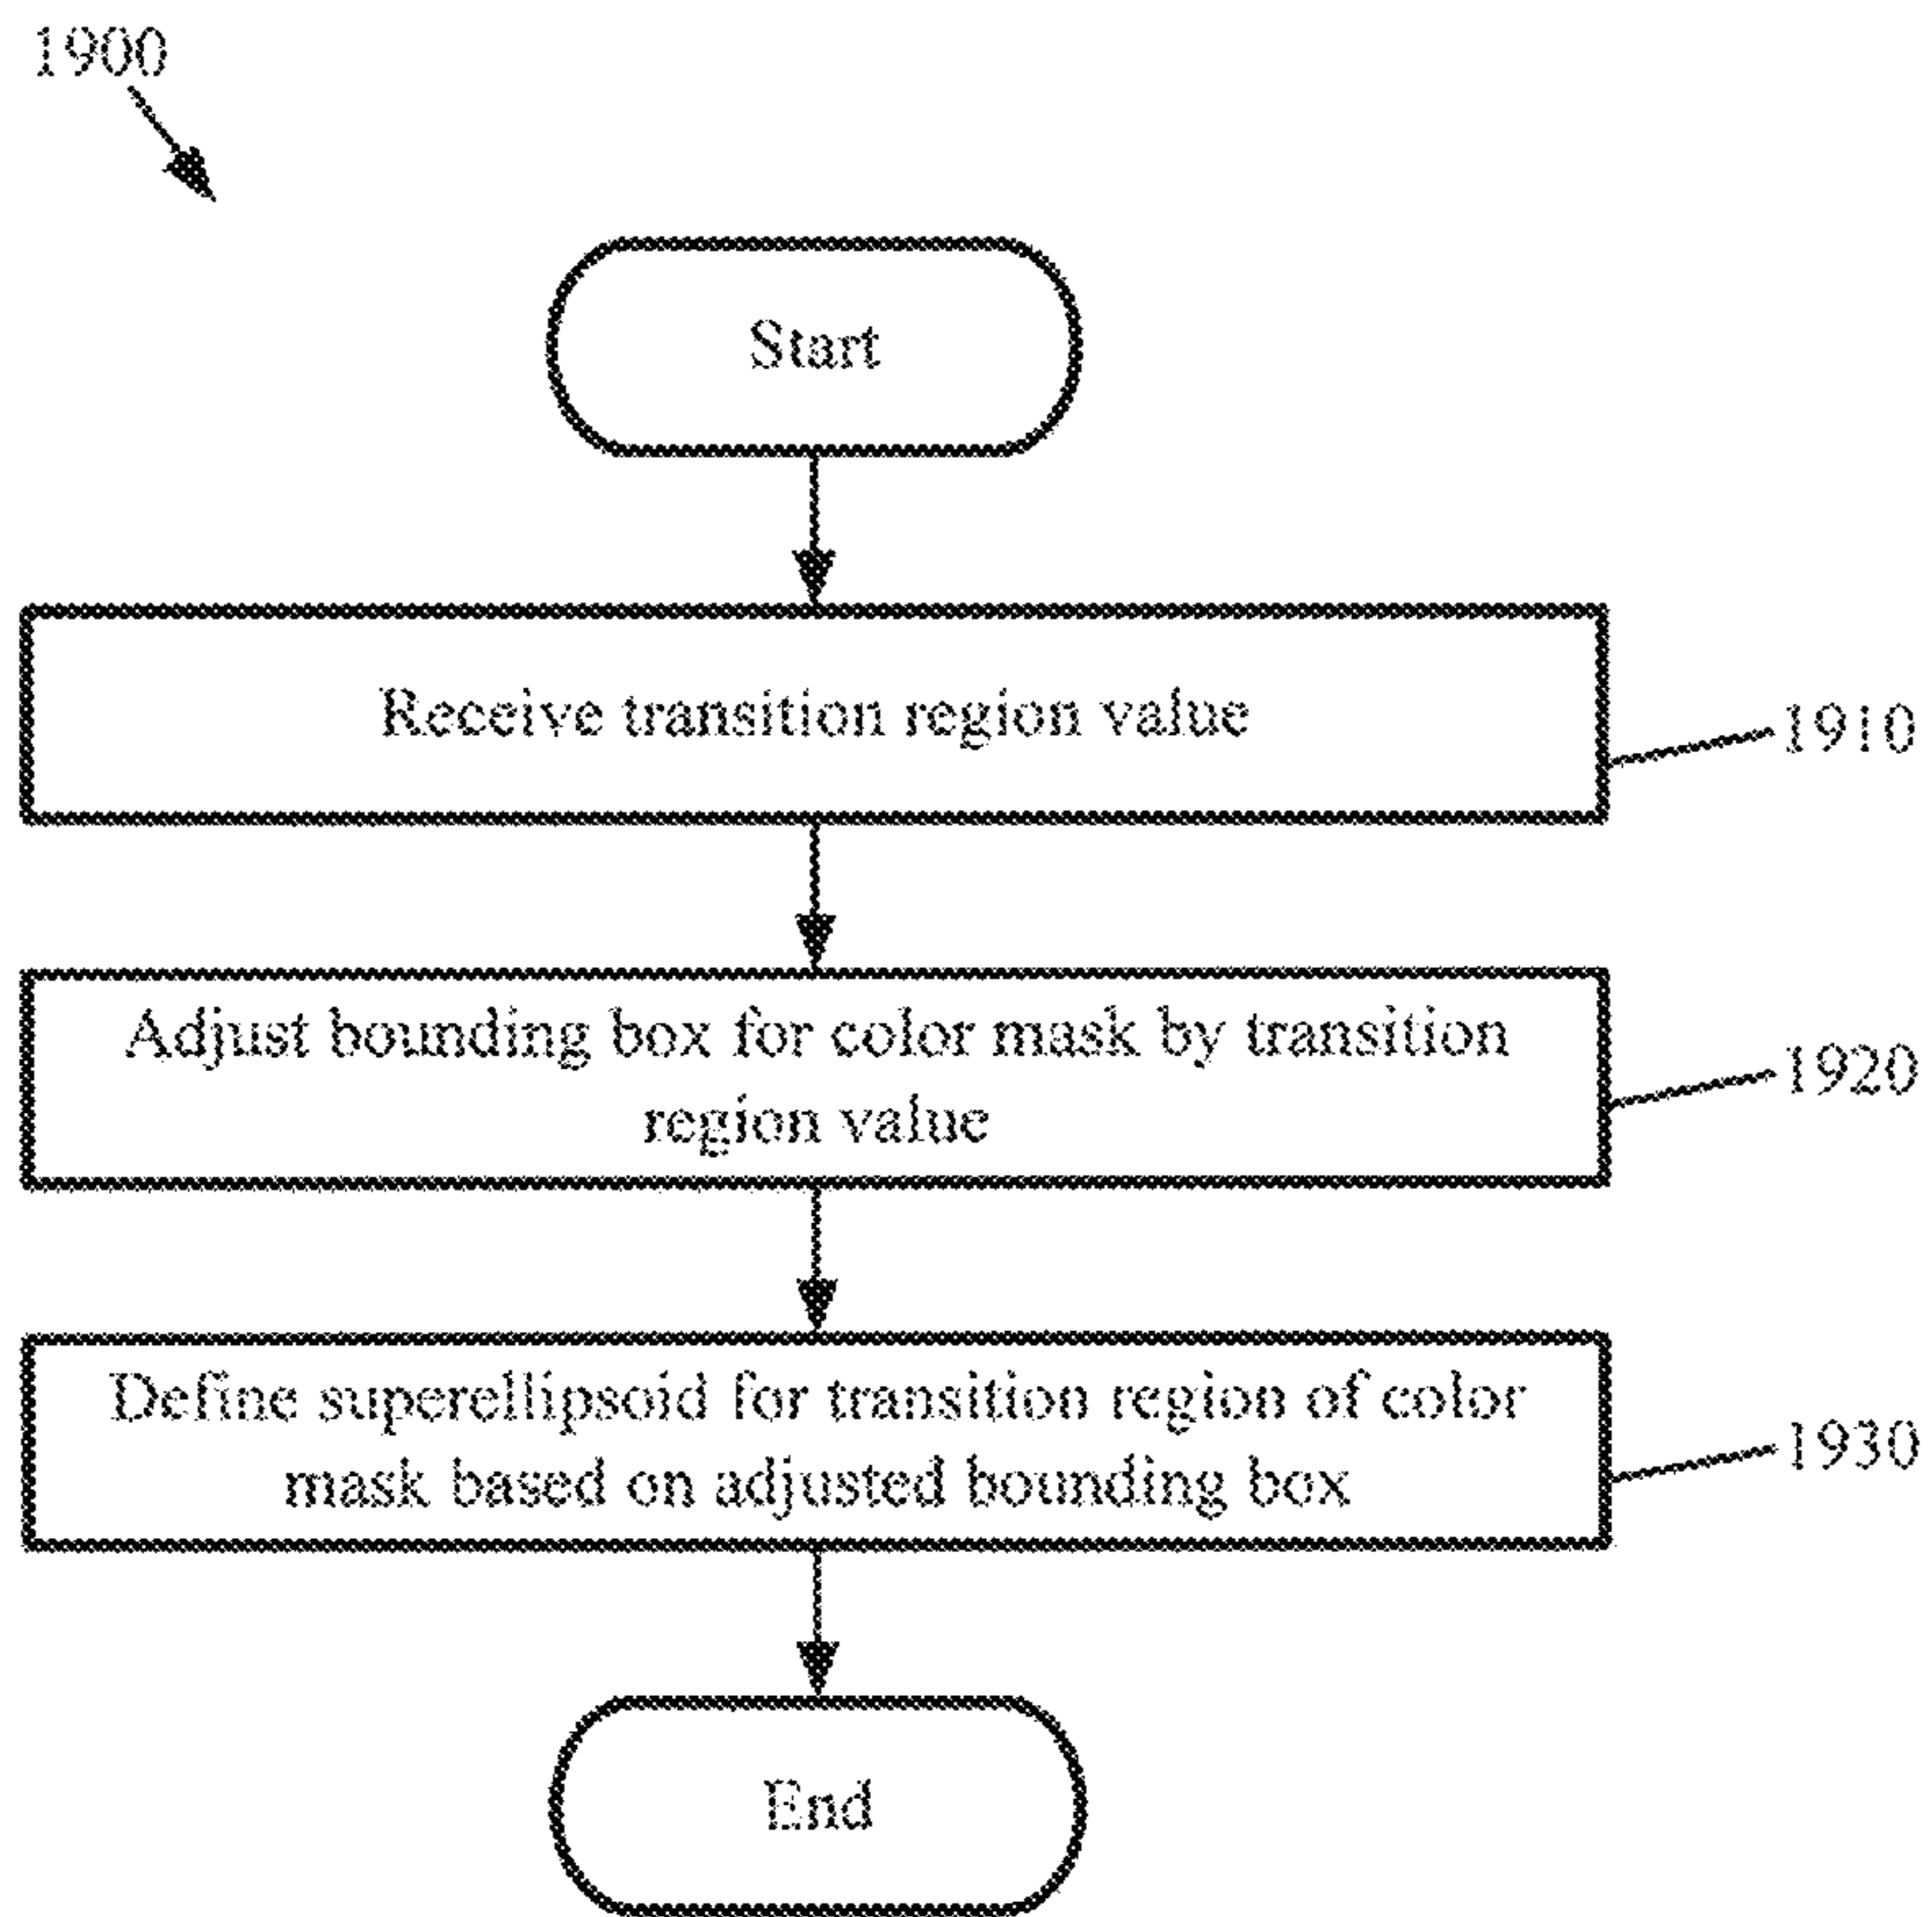 1900
Start
Receive transition region value
1910
Adjust bounding box for color mask by transition
region value
1920
Define superellipsoid for transition region of color
mask based on adjusted bounding box
1930
End